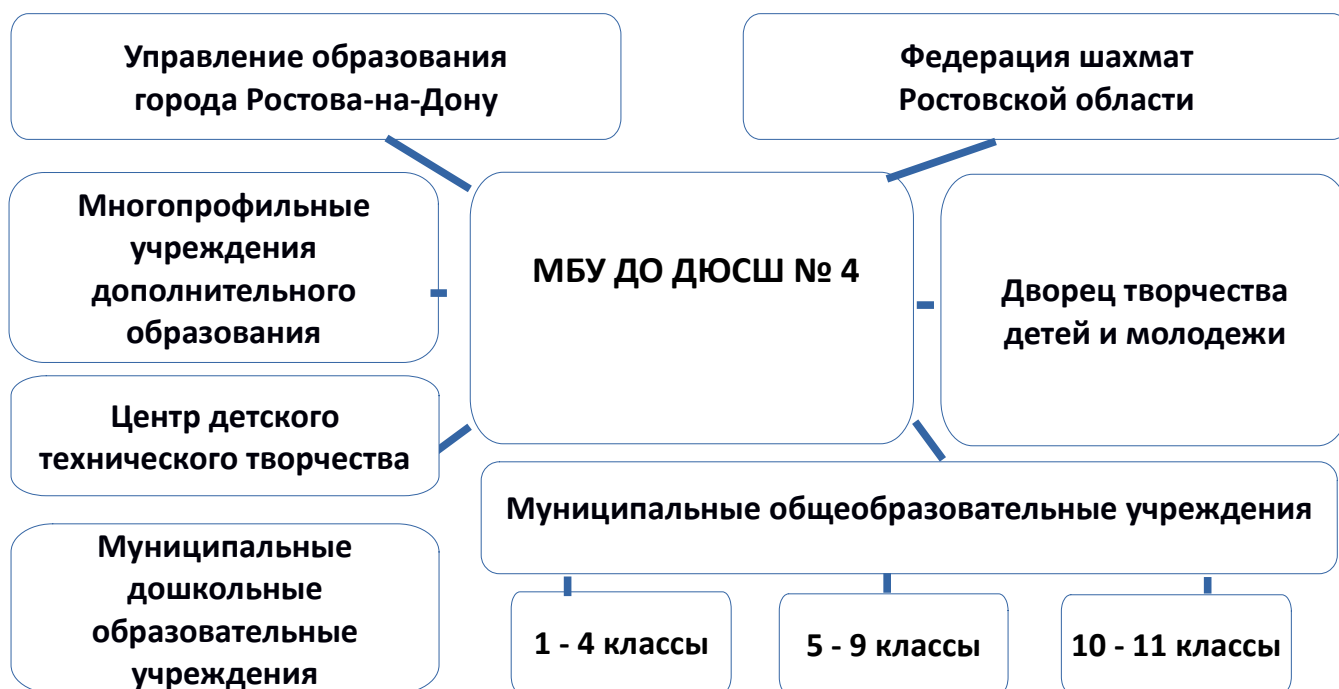 Управление образования
города Ростова-на-Дону
Федерация шахмат
Ростовской области
Многопрофильные
учреждения
дополнительного
образования
МБУ ДО ДЮСШ № 4
Дворец творчества
детей и молодежи
Центр детского
технического творчества
Муниципальные общеобразовательные учреждения
Муниципальные
дошкольные
образовательные
учреждения
1 - 4 классы
5 - 9 классы
10 - 11 классы